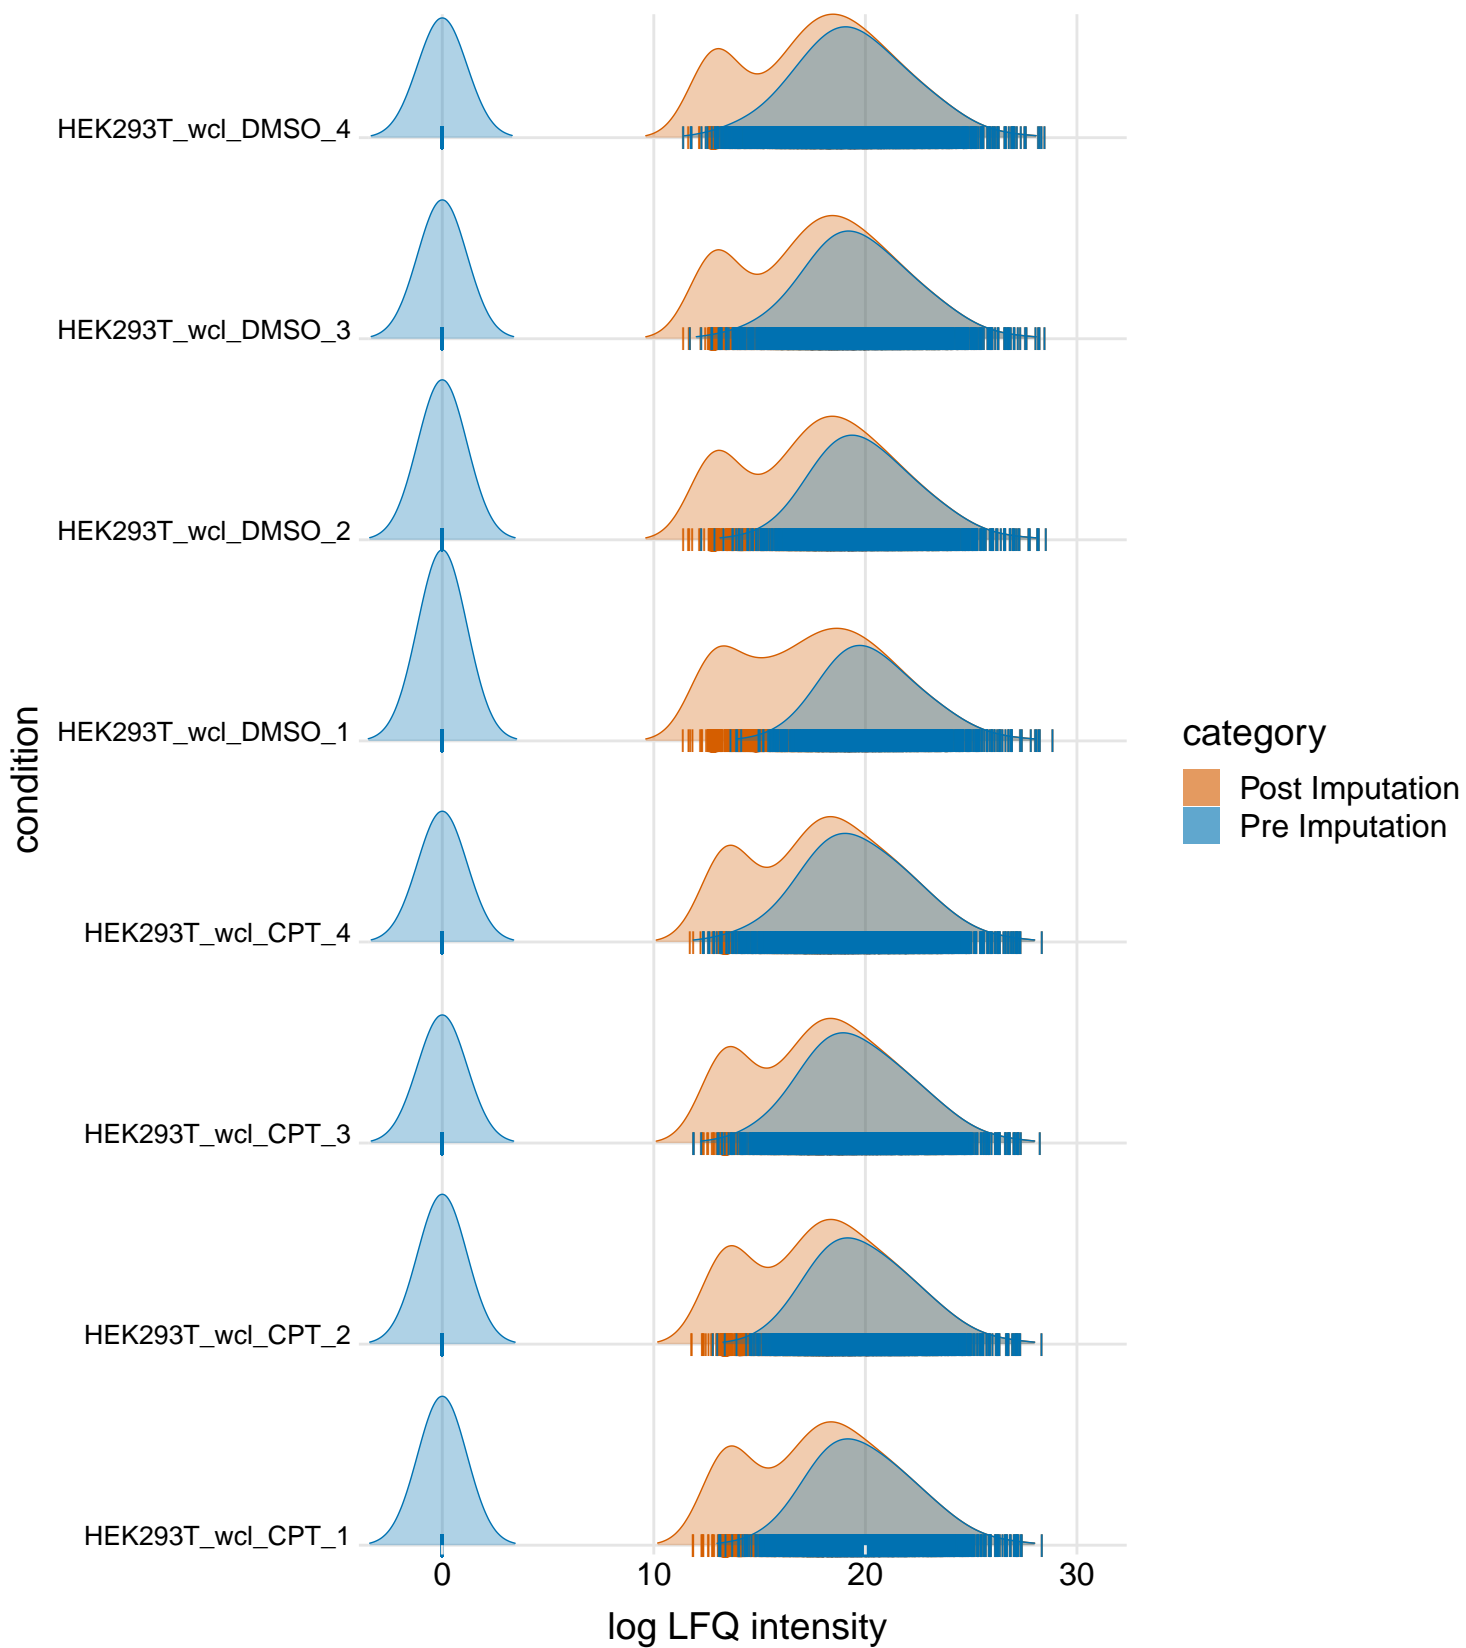 HEK293T_wcl_DMSO_4
HEK293T_wcl_DMSO_3
HEK293T_wcl_DMSO_2
HEK293T_wcl_DMSO_1
HEK293T_wcl_CPT_4
HEK293T_wcl_CPT_3
HEK293T_wcl_CPT_2
HEK293T_wcl_CPT_1
condition
0 10 20 30
log LFQ intensity
category
Post Imputation
Pre Imputation